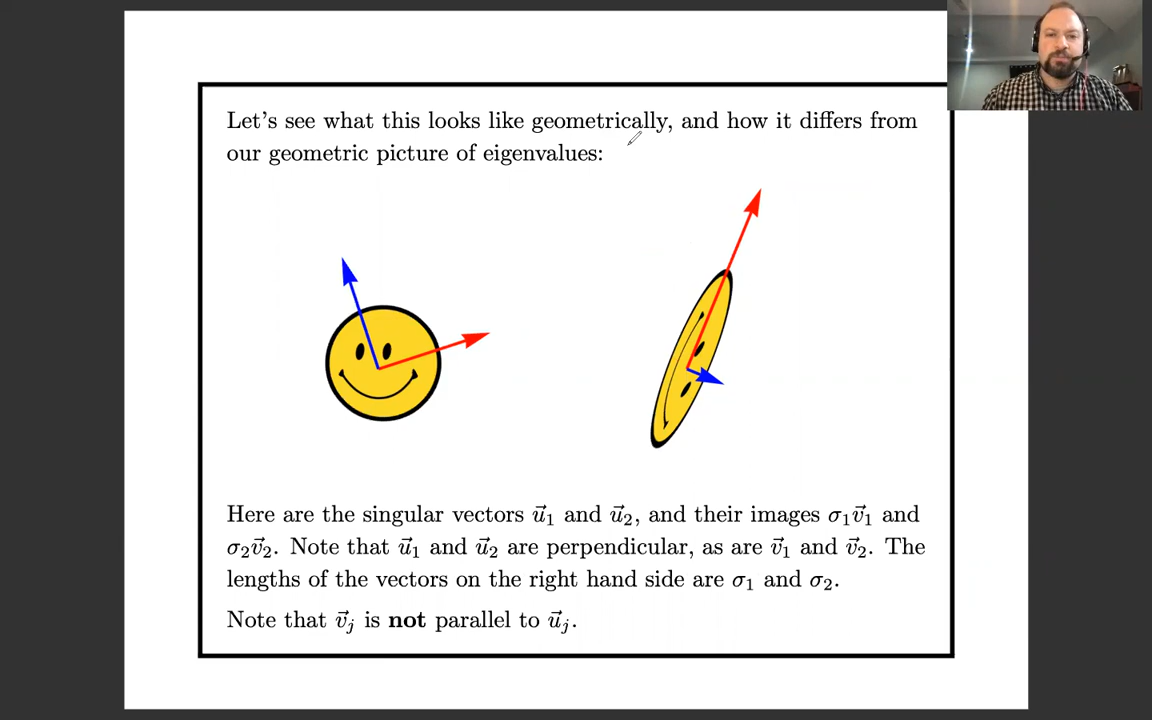 Let's see what this looks like geometrically, and how it differs from
our geometric picture of eigenvalues:
Here are the singular vectors u⃗₁ and u⃗₂, and their images σ₁v⃗₁ and
σ₂v⃗₂. Note that u⃗₁ and u⃗₂ are perpendicular, as are v⃗₁ and v⃗₂. The
lengths of the vectors on the right hand side are σ₁ and σ₂.
Note that v⃗ⱼ is not parallel to u⃗ⱼ.